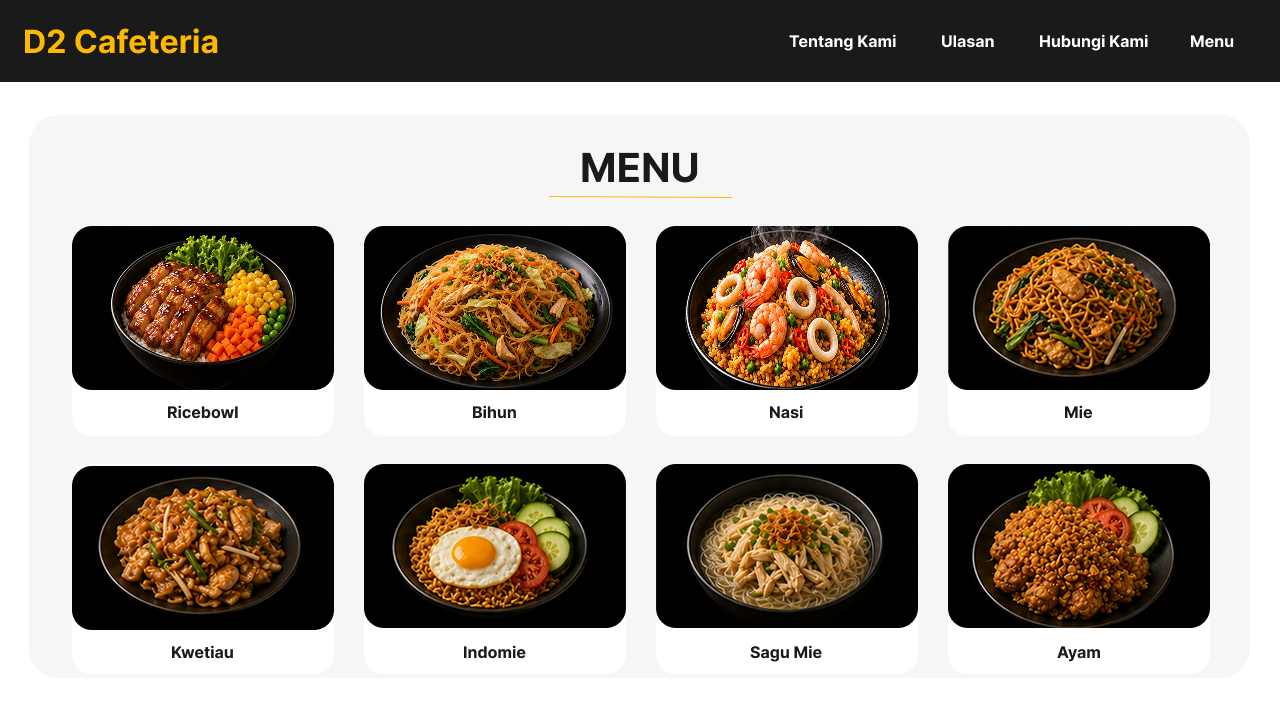 D2 Cafeteria
Tentang Kami Ulasan Hubungi Kami Menu
MENU
Ricebowl Bihun Nasi Mie
Kwetiau Indomie Sagu Mie Ayam